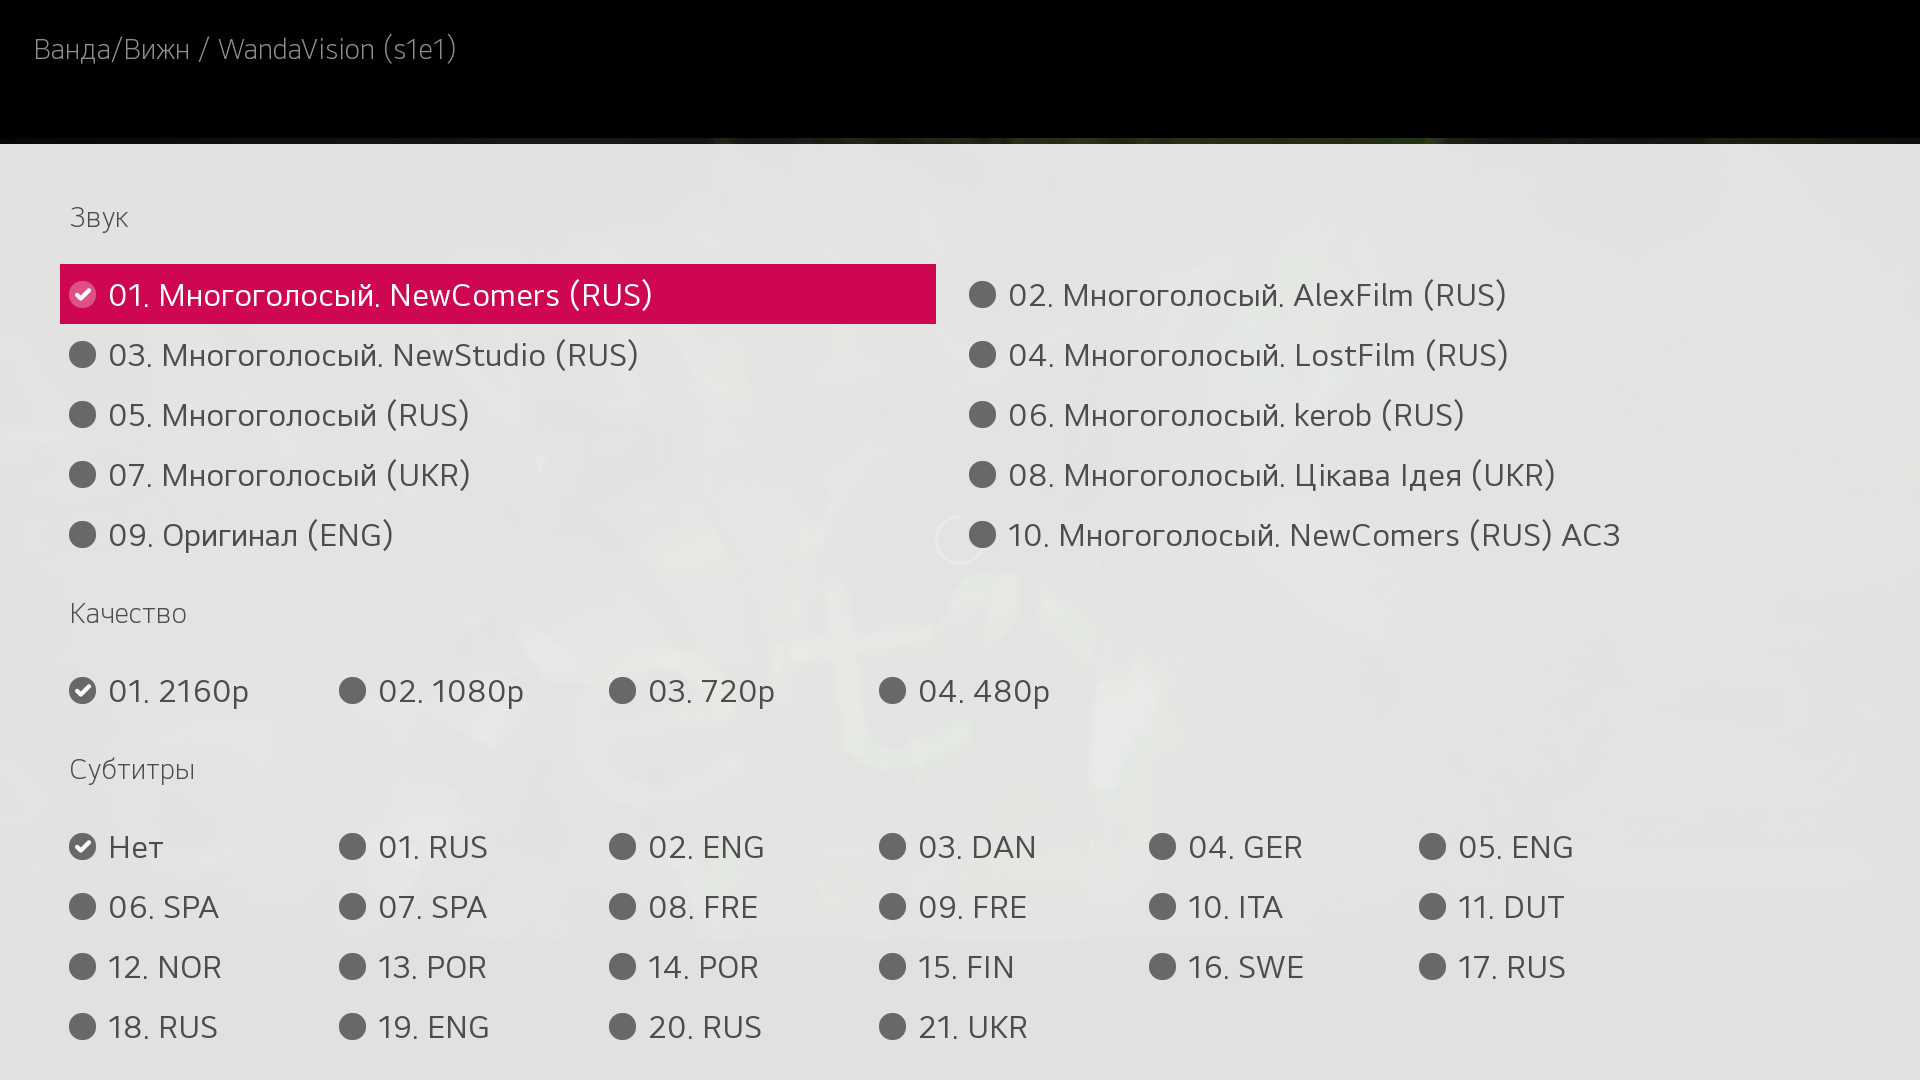 Ванда/Вижн / WandaVision (s1e1)
Звук
01. Многоголосый. NewComers (RUS) 02. Многоголосый. AlexFilm (RUS)
03. Многоголосый. NewStudio (RUS) 04. Многоголосый. LostFilm (RUS)
05. Многоголосый (RUS) 06. Многоголосый. kerob (RUS)
07. Многоголосый (UKR) 08. Многоголосый. Цікава Ідея (UKR)
09. Оригинал (ENG) 10. Многоголосый. NewComers (RUS) AC3
Качество
01. 2160p 02. 1080p 03. 720p 04. 480p
Субтитры
Нет 01. RUS 02. ENG 03. DAN 04. GER 05. ENG
06. SPA 07. SPA 08. FRE 09. FRE 10. ITA 11. DUT
12. NOR 13. POR 14. POR 15. FIN 16. SWE 17. RUS
18. RUS 19. ENG 20. RUS 21. UKR